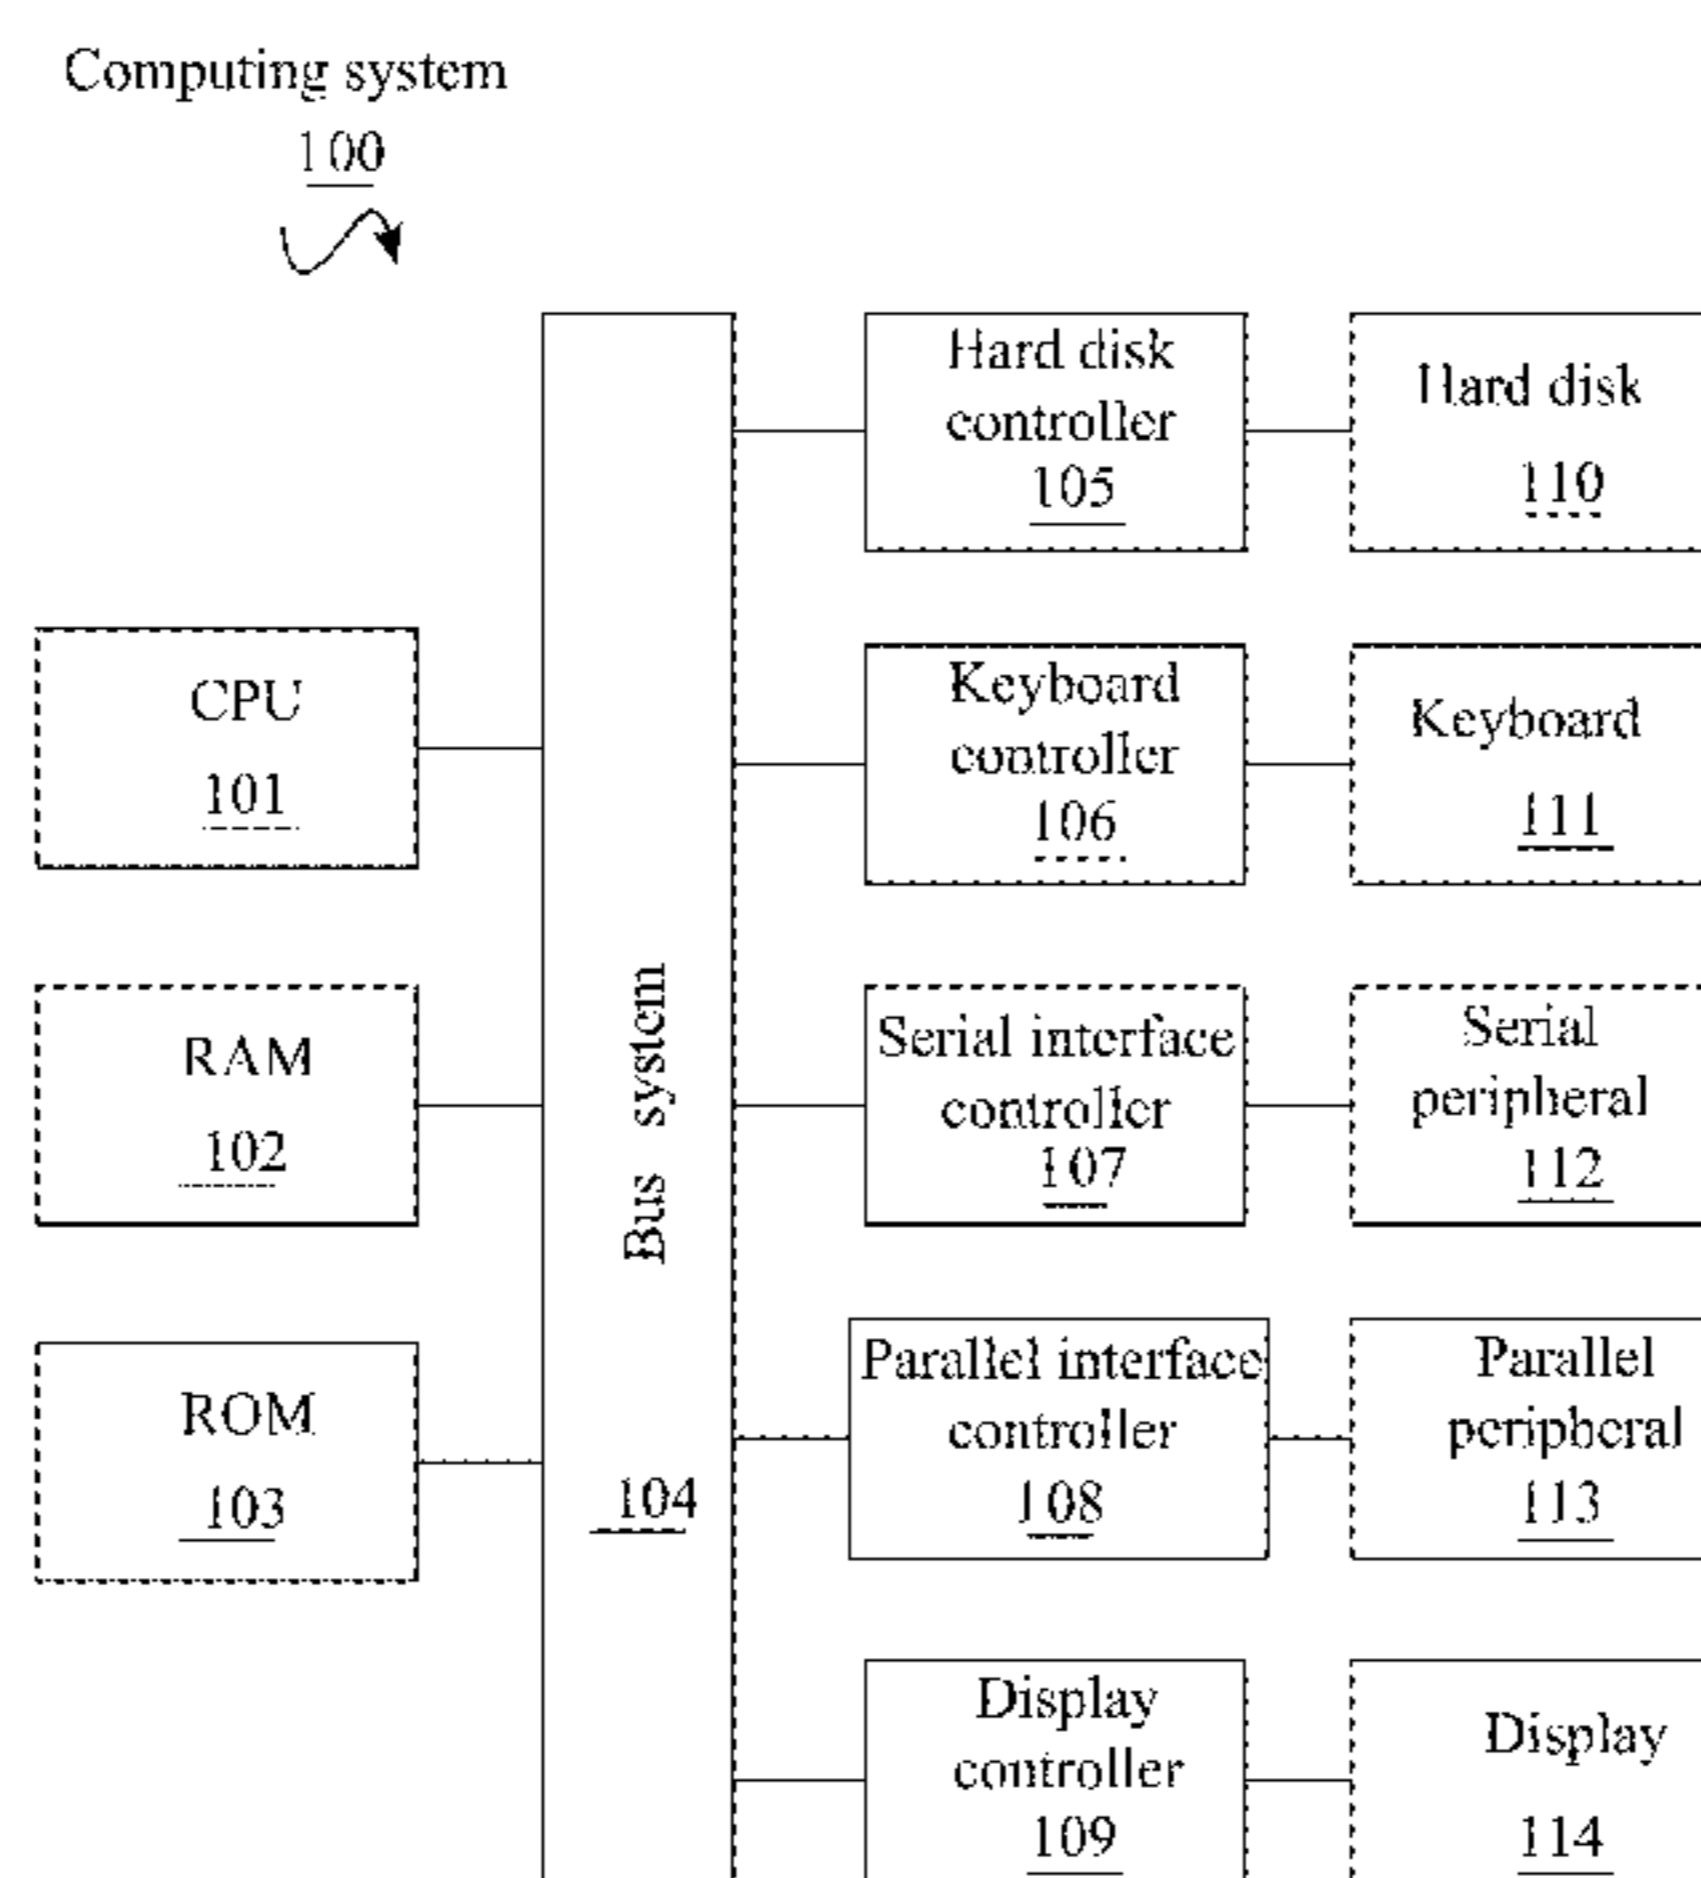 Computing system
100
Hard disk
controller
105
Hard disk
110
CPU
101
Keyboard
controller
106
Keyboard
111
RAM
102
Bus system
104
Serial interface
controller
107
Serial
peripheral
112
ROM
103
Parallel interface
controller
108
Parallel
peripheral
113
Display
controller
109
Display
114